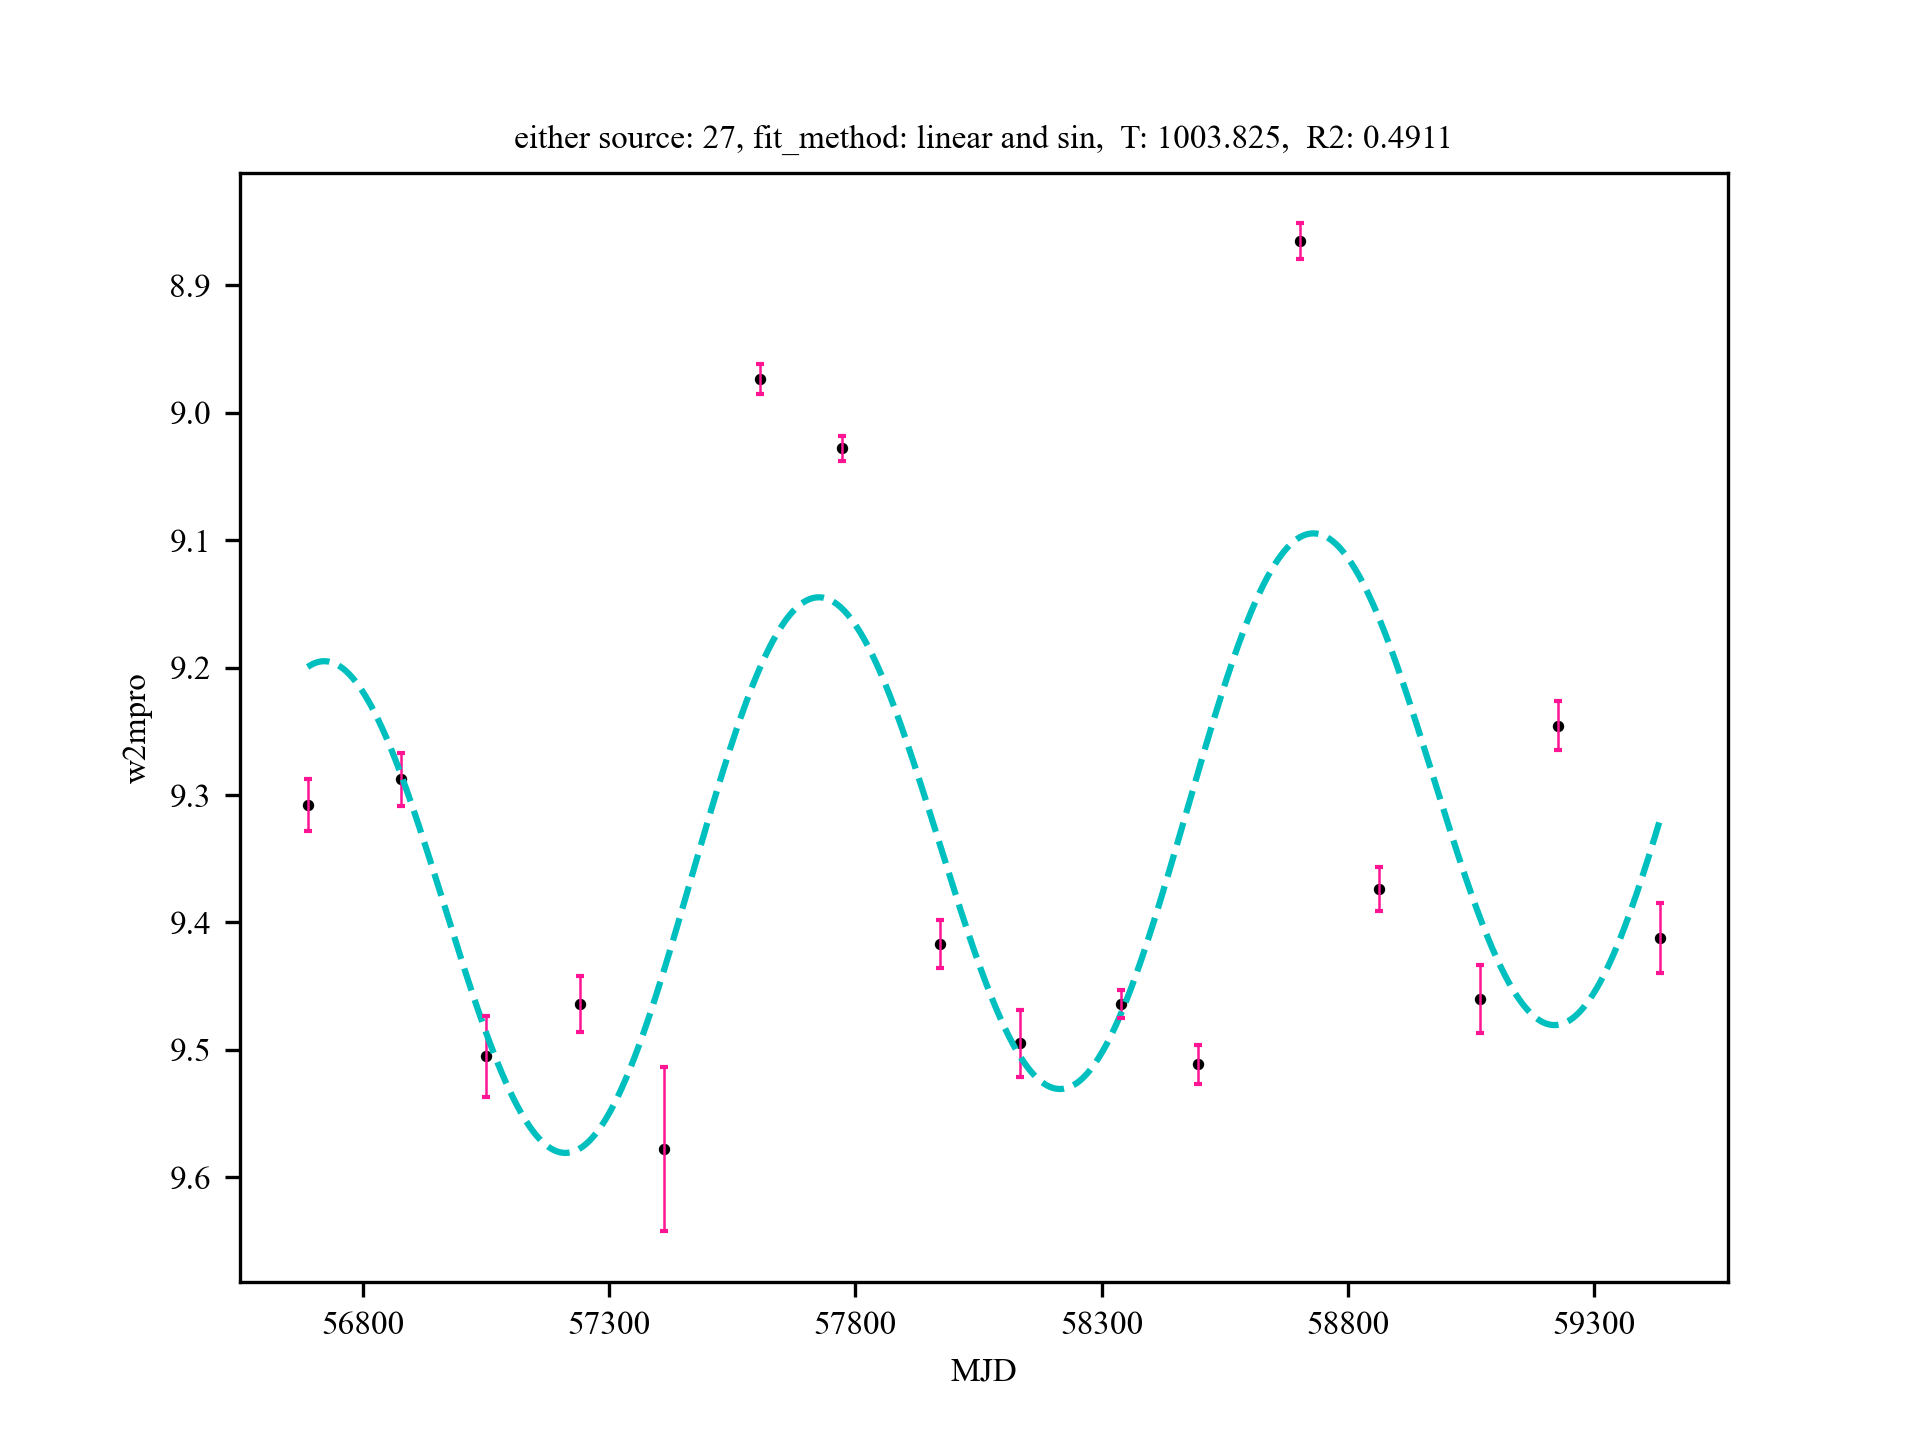 either source: 27, fit_method: linear and sin,  T: 1003.825,  R2: 0.4911
8.9
9.0
9.1
9.2
9.3
9.4
9.5
9.6
w2mpro
56800 57300 57800 58300 58800 59300
MJD